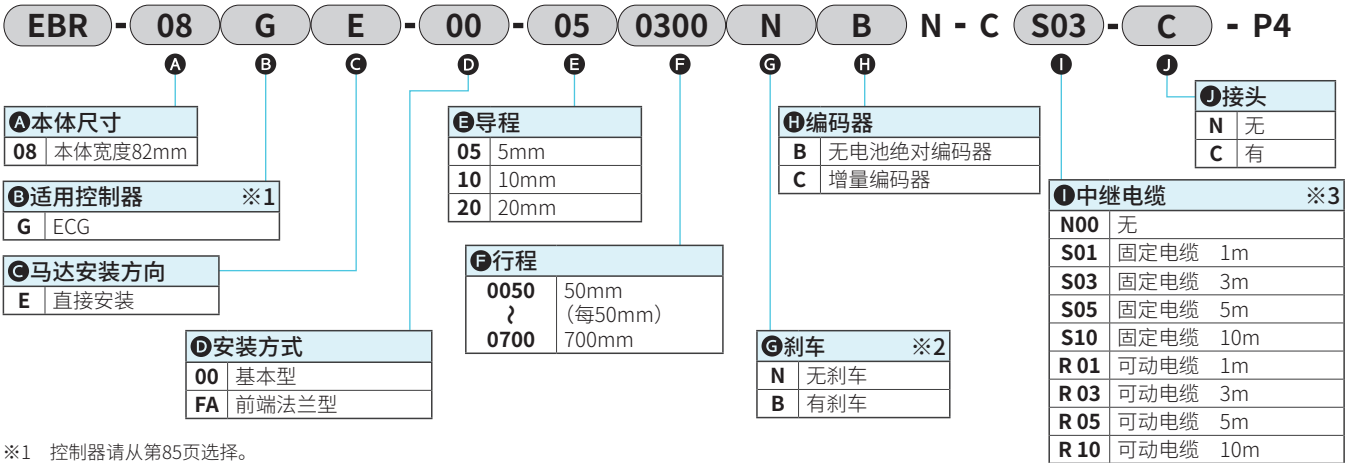 EBR - 08 G E - 00 - 05 0300 N B N - C S03 - C - P4
A B C D E F G H I J
A本体尺寸
08 本体宽度82mm
B适用控制器 ※1
G ECG
C马达安装方向
E 直接安装
D安装方式
00 基本型
FA 前端法兰型
E导程
05 5mm
10 10mm
20 20mm
F行程
0050 50mm
〜 （每50mm）
0700 700mm
G刹车 ※2
N 无刹车
B 有刹车
H编码器
B 无电池绝对编码器
C 增量编码器
I中继电缆 ※3
N00 无
S01 固定电缆 1m
S03 固定电缆 3m
S05 固定电缆 5m
S10 固定电缆 10m
R 01 可动电缆 1m
R 03 可动电缆 3m
R 05 可动电缆 5m
R 10 可动电缆 10m
J接头
N 无
C 有
※1 控制器请从第85页选择。